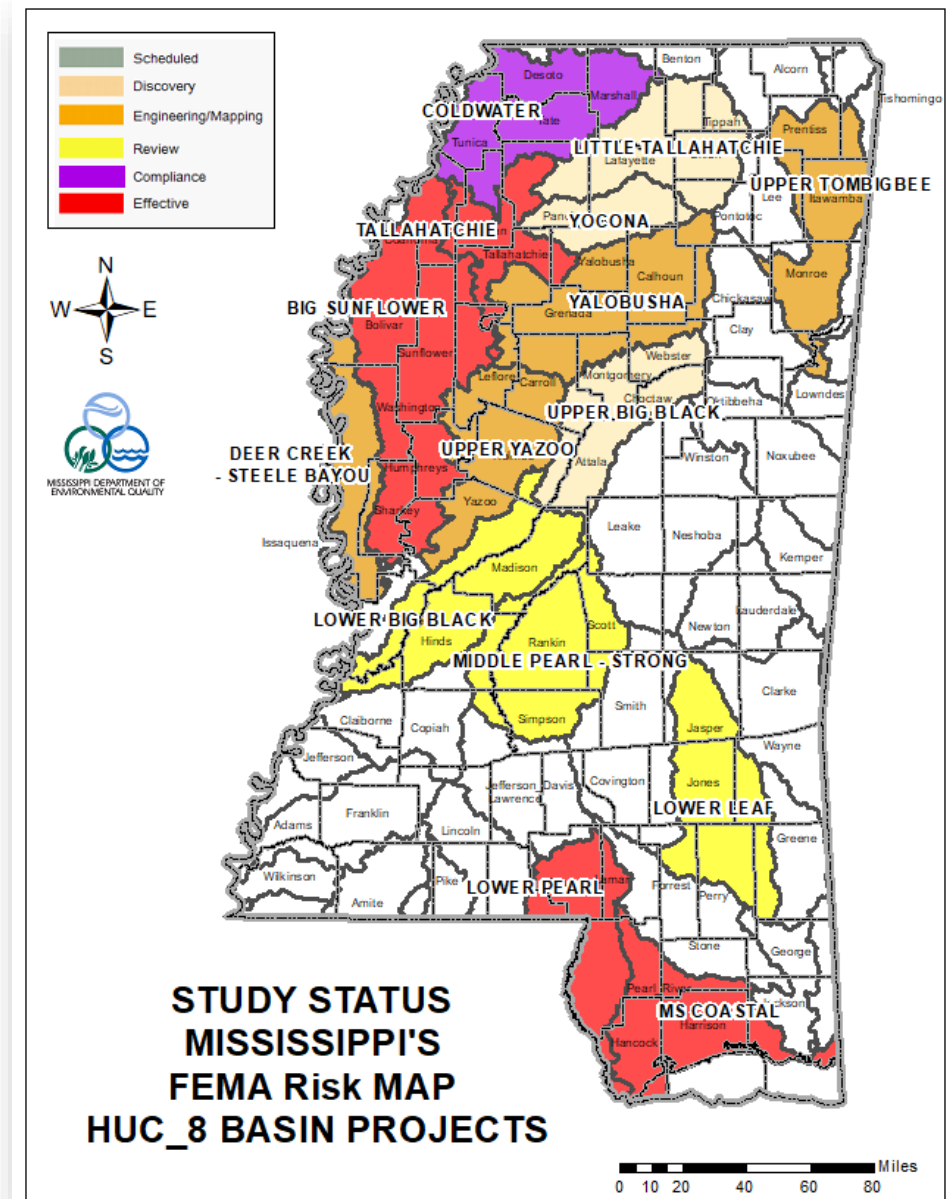 Scheduled
Discovery
Engineering/Mapping
Review
Compliance
Effective
N
W E
S
MISSISSIPPI DEPARTMENT OF
ENVIRONMENTAL QUALITY
Benton
Alcorn
Desoto
Marshall
Tishomingo
COLDWATER
Tate
Tippah
Prentiss
Tunica
LITTLE TALLAHATCHIE
Lafayette
UPPER TOMBIGBEE
Lee
Itawamba
Pontotoc
YOCONA
TALLAHATCHIE
Tallahatchie
Yalobusha
Calhoun
Monroe
Chickasaw
BIG SUNFLOWER
YALOBUSHA
Grenada
Bolivar
Clay
Sunflower
Webster
Leflore
Carroll
Montgomery
Choctaw
Lowndes
Washington
UPPER BIG BLACK
DEER CREEK
- STEELE BAYOU
UPPER YAZOO
Attala
Winston
Noxubee
Humphreys
Yazoo
Sharkey
Issaquena
Leake
Neshoba
Kemper
Madison
Lauderdale
LOWER BIG BLACK
Hinds
Rankin
Scott
Newton
MIDDLE PEARL - STRONG
Clarke
Smith
Simpson
Claiborne
Copiah
Jasper
Wayne
Jefferson
Jefferson Davis
Lawrence
Covington
Jones
LOWER LEAF
Franklin
Adams
Lincoln
Greene
Wilkinson
Pike
LOWER PEARL
Lamar
Forrest
Perry
Amite
Stone
George
Pearl River
MS COASTAL
Harrison
Hancock
STUDY STATUS
MISSISSIPPI'S
FEMA Risk MAP
HUC_8 BASIN PROJECTS
Miles
0 10 20 40 60 80